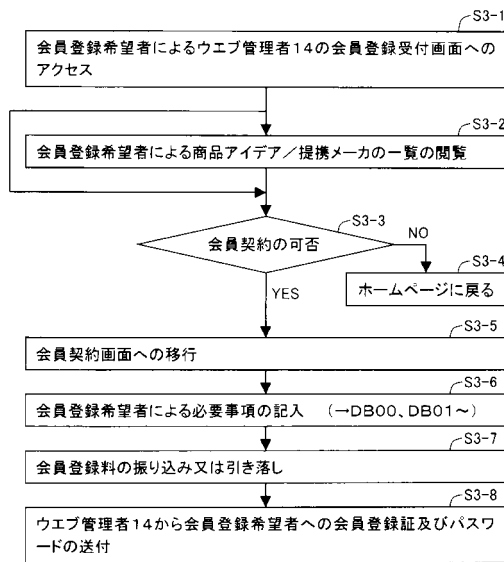 S3-1
会員登録希望者によるウエブ管理者14の会員登録受付画面への
アクセス
S3-2
会員登録希望者による商品アイデア／提携メーカの一覧の閲覧
S3-3
会員契約の可否
NO
S3-4
ホームページに戻る
YES
S3-5
会員契約画面への移行
S3-6
会員登録希望者による必要事項の記入 (→DB00、DB01～)
S3-7
会員登録料の振り込み又は引き落し
S3-8
ウエブ管理者14から会員登録希望者への会員登録証及びパスワ
ードの送付